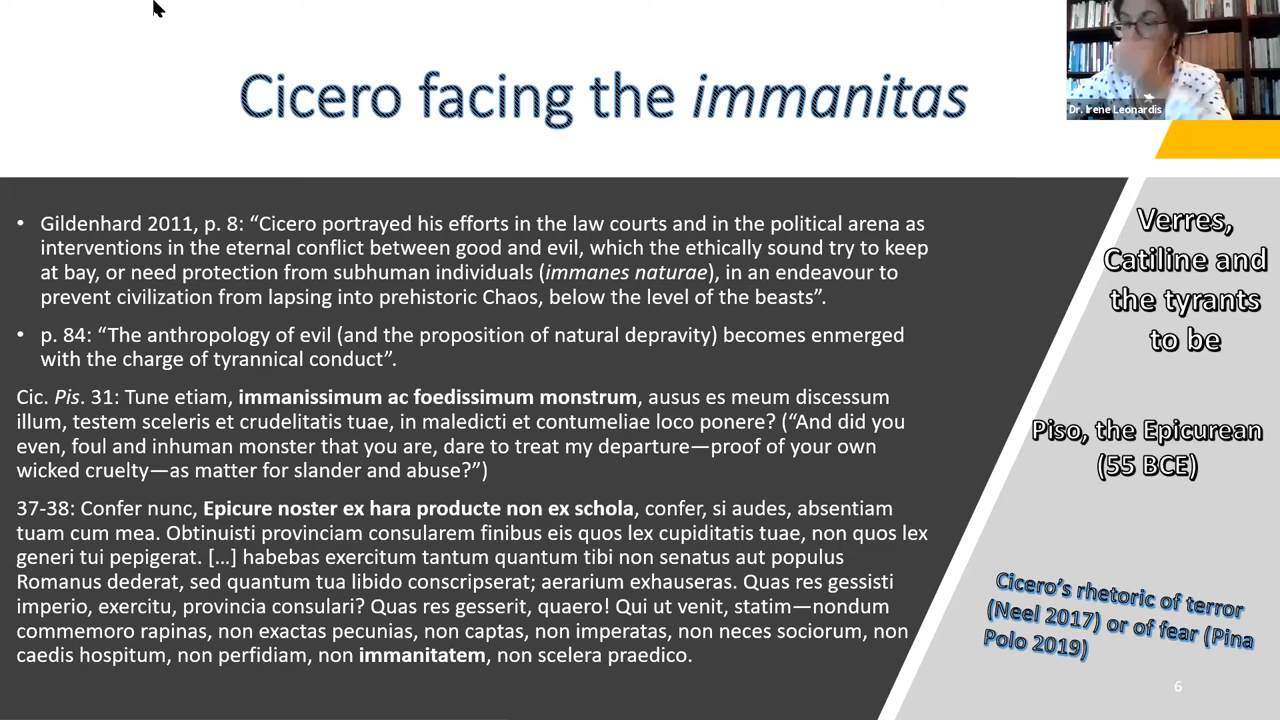 Cicero facing the immanitas
Dr. Irene Leonardis
• Gildenhard 2011, p. 8: “Cicero portrayed his efforts in the law courts and in the political arena as
interventions in the eternal conflict between good and evil, which the ethically sound try to keep
at bay, or need protection from subhuman individuals (immanes naturae), in an endeavour to
prevent civilization from lapsing into prehistoric Chaos, below the level of the beasts”.
• p. 84: “The anthropology of evil (and the proposition of natural depravity) becomes enmerged
with the charge of tyrannical conduct”.
Cic. Pis. 31: Tune etiam, immanissimum ac foedissimum monstrum, ausus es meum discessum
illum, testem sceleris et crudelitatis tuae, in maledicti et contumeliae loco ponere? (“And did you
even, foul and inhuman monster that you are, dare to treat my departure—proof of your own
wicked cruelty—as matter for slander and abuse?”)
37-38: Confer nunc, Epicure noster ex hara producte non ex schola, confer, si audes, absentiam
tuam cum mea. Obtinuisti provinciam consularem finibus eis quos lex cupiditatis tuae, non quos lex
generi tui pepigerat. […] habebas exercitum tantum quantum tibi non senatus aut populus
Romanus dederat, sed quantum tua libido conscripserat; aerarium exhauseras. Quas res gessisti
imperio, exercitu, provincia consulari? Quas res gesserit, quaero! Qui ut venit, statim—nondum
commemoro rapinas, non exactas pecunias, non captas, non imperatas, non neces sociorum, non
caedis hospitum, non perfidiam, non inmanitatem, non scelera praedico.
Verres,
Catiline and
the tyrants
to be
Piso, the Epicurean
(55 BCE)
Cicero’s rhetoric of terror
(Neel 2017) or of fear (Pina
Polo 2019)
6